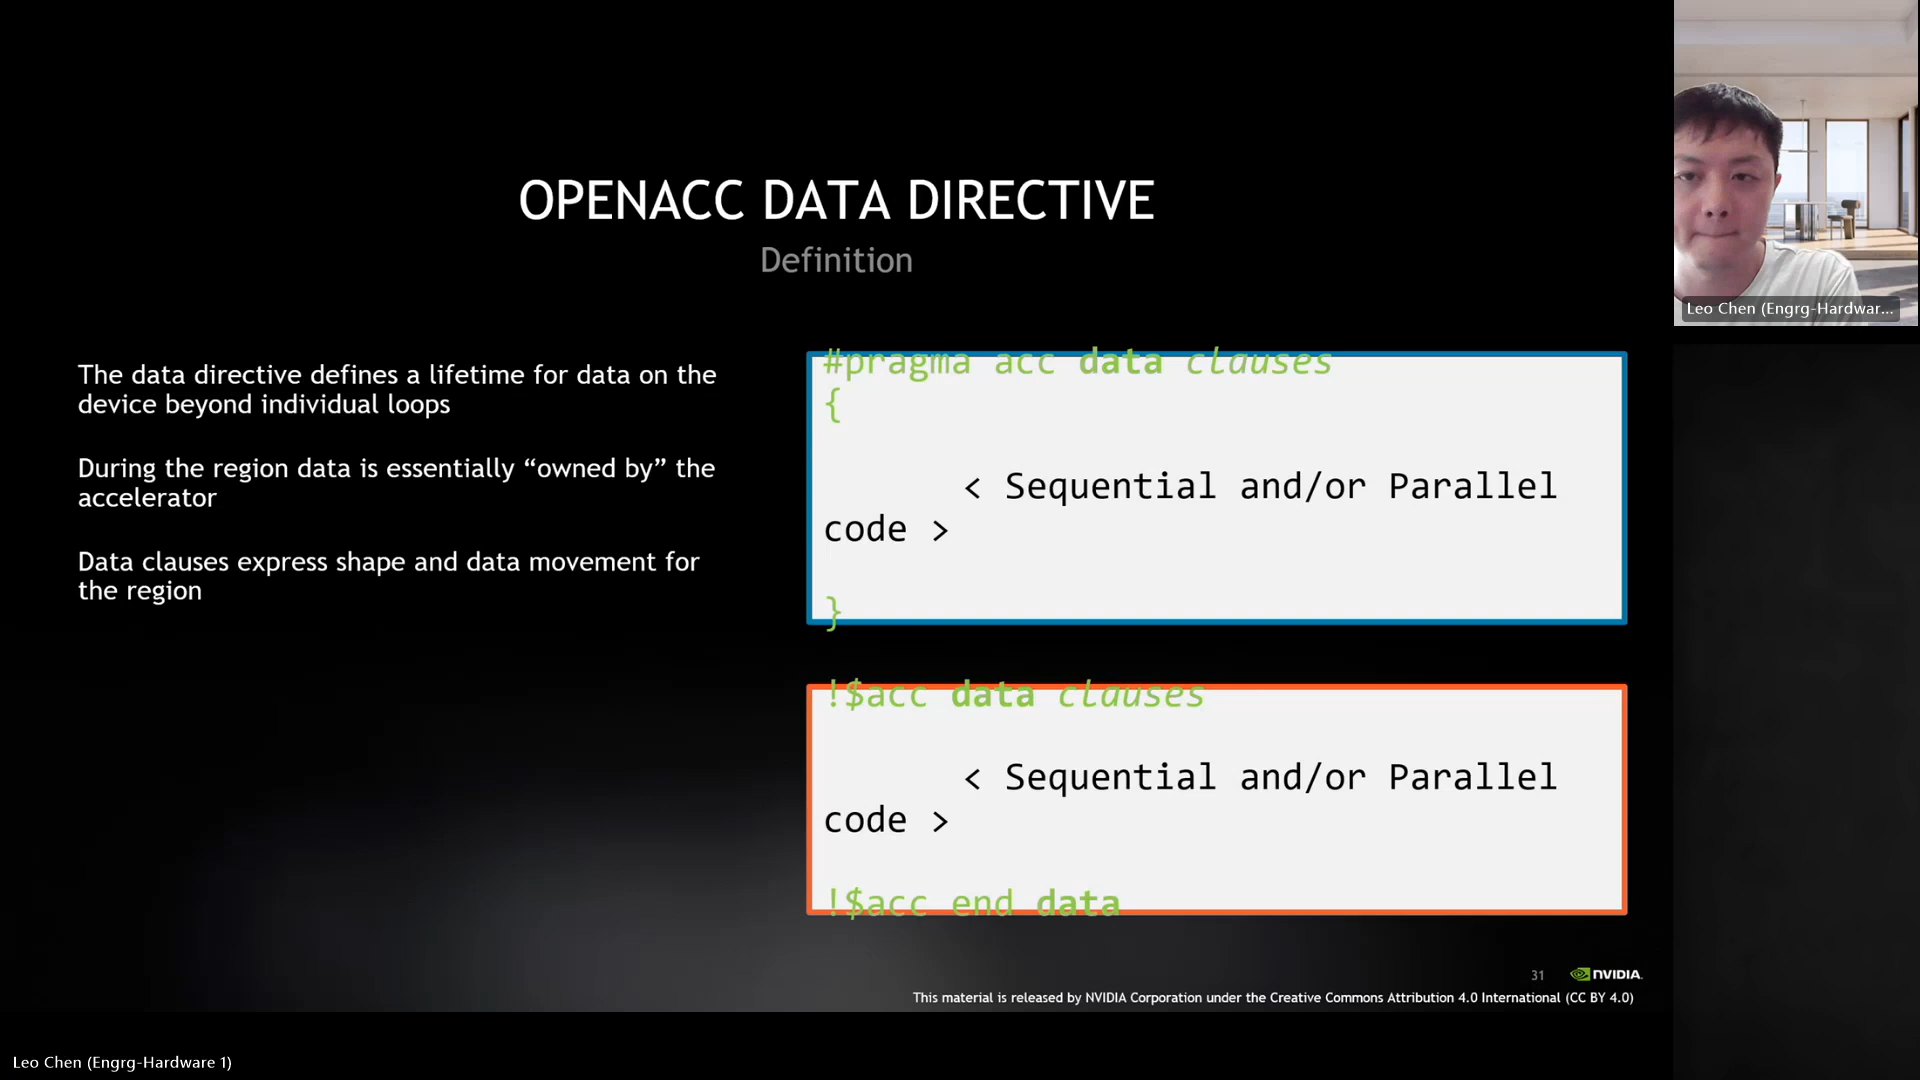 OPENACC DATA DIRECTIVE
Definition
The data directive defines a lifetime for data on the
device beyond individual loops
During the region data is essentially “owned by” the
accelerator
Data clauses express shape and data movement for
the region
#pragma acc data clauses
{
< Sequential and/or Parallel
code >
}
!$acc data clauses
< Sequential and/or Parallel
code >
!$acc end data
31
NVIDIA.
This material is released by NVIDIA Corporation under the Creative Commons Attribution 4.0 International (CC BY 4.0)
Leo Chen (Engrg-Hardwar...
Leo Chen (Engrg-Hardware 1)